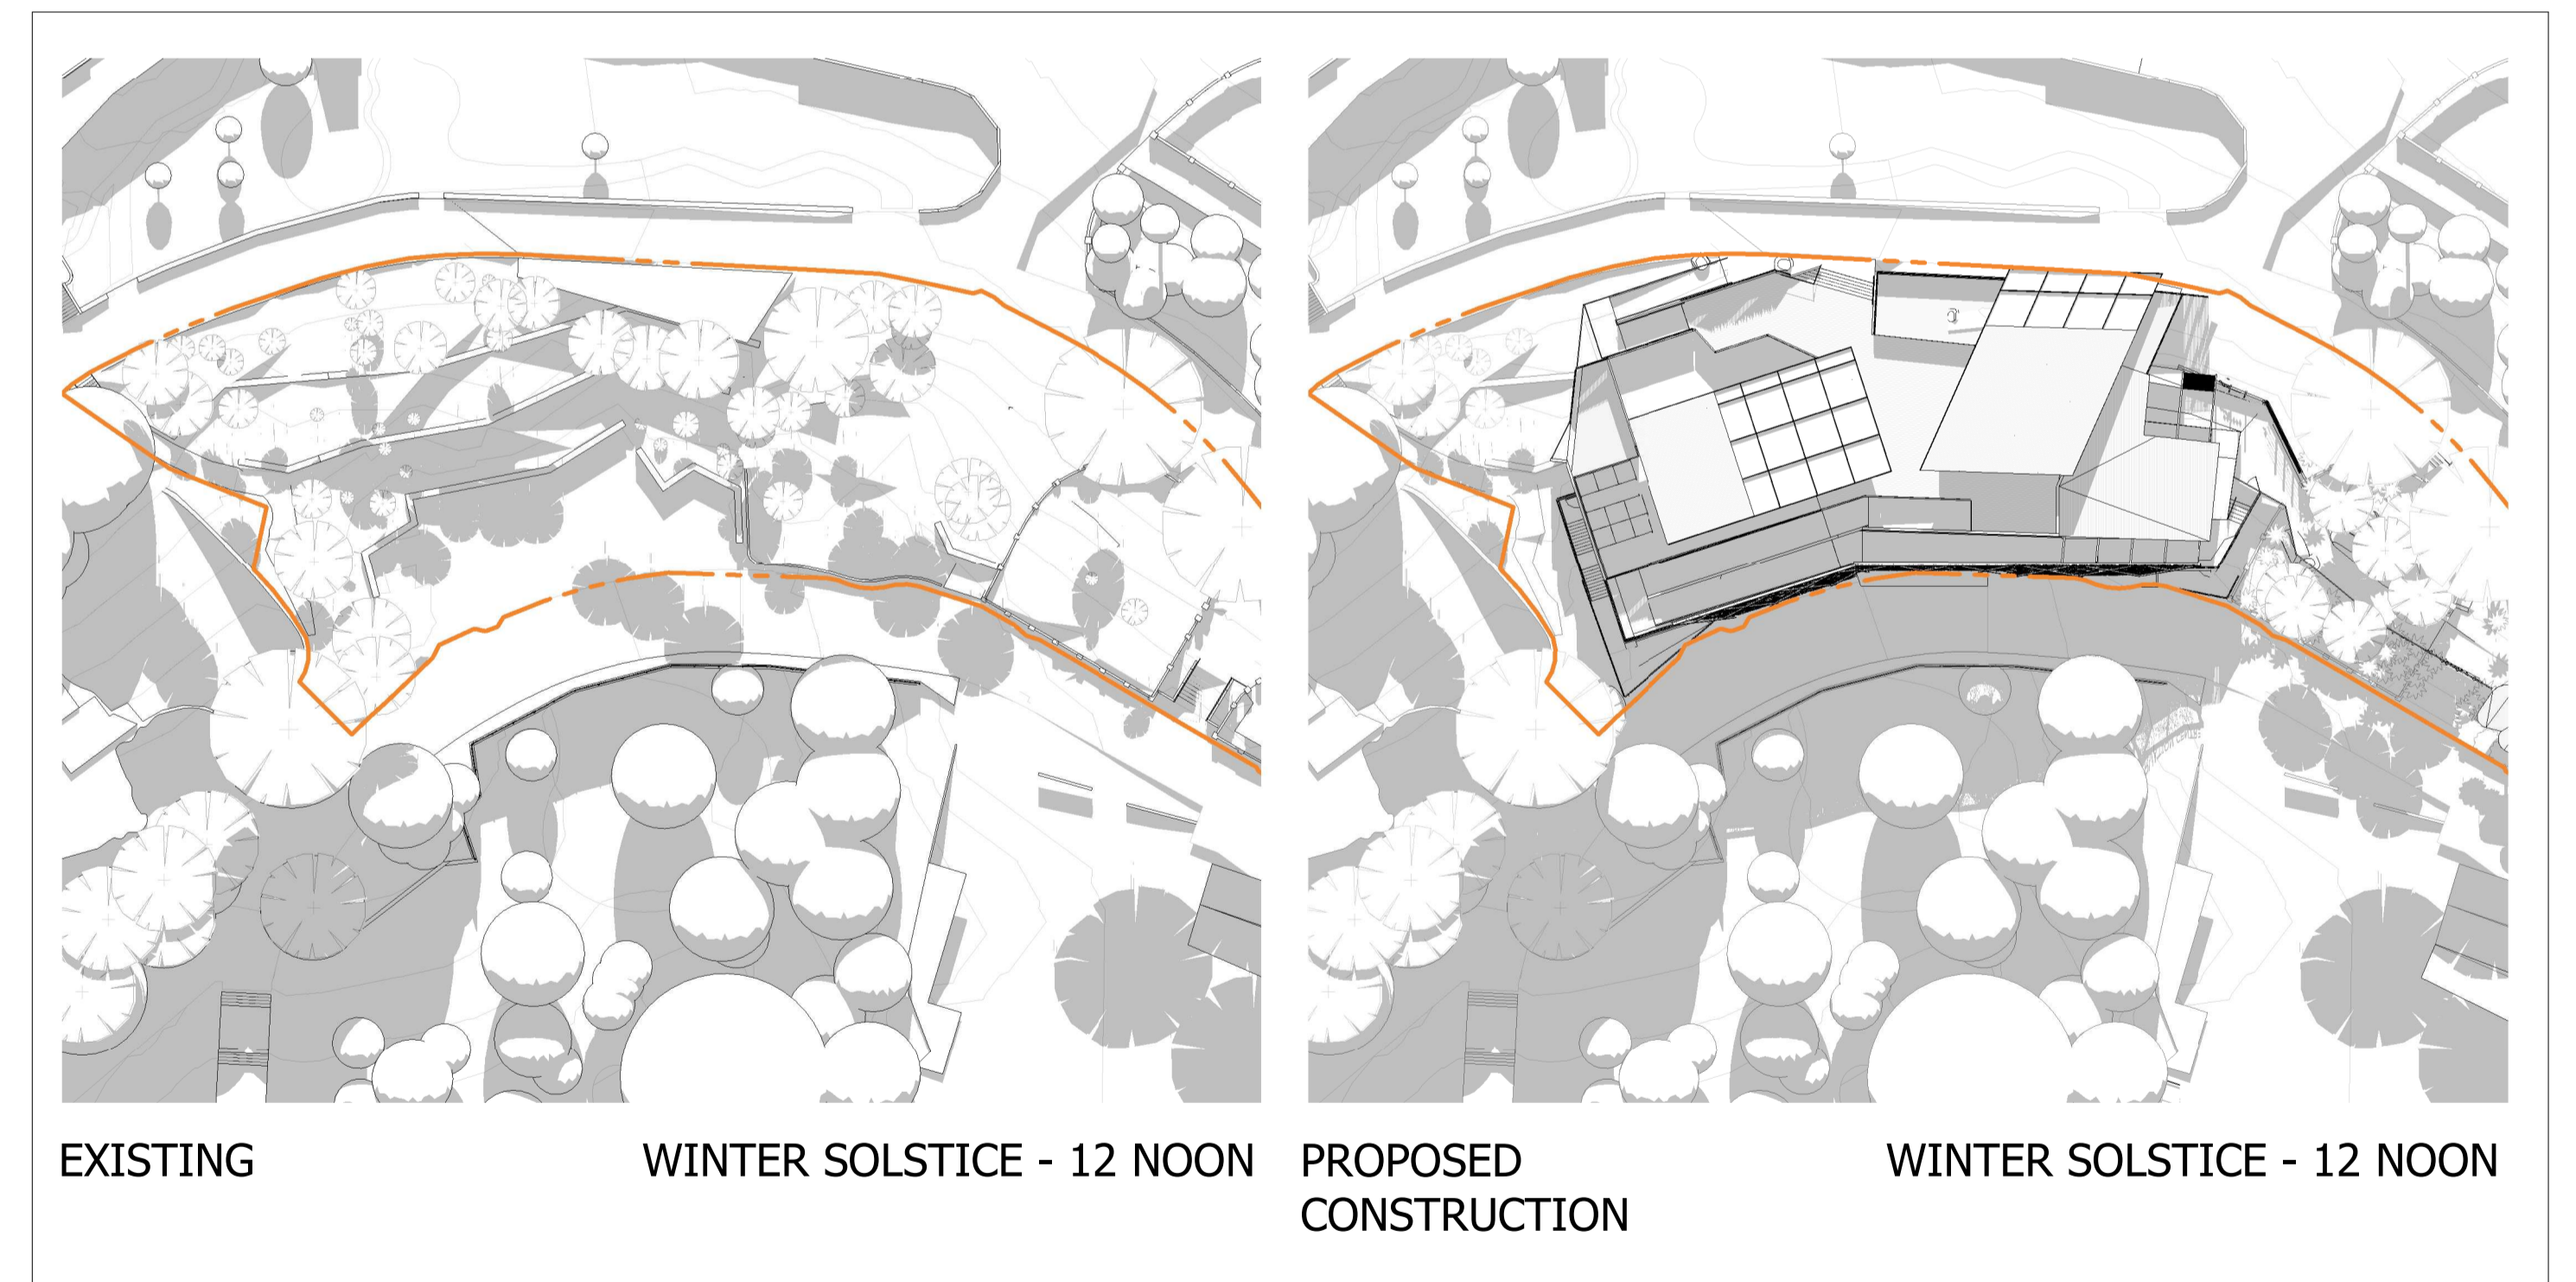 EXISTING
WINTER SOLSTICE - 12 NOON
PROPOSED
CONSTRUCTION
WINTER SOLSTICE - 12 NOON